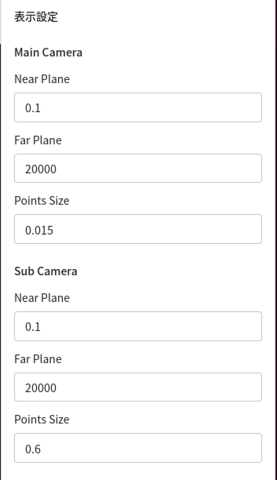 表示設定
Main Camera
Near Plane
0.1
Far Plane
20000
Points Size
0.015
Sub Camera
Near Plane
0.1
Far Plane
20000
Points Size
0.6